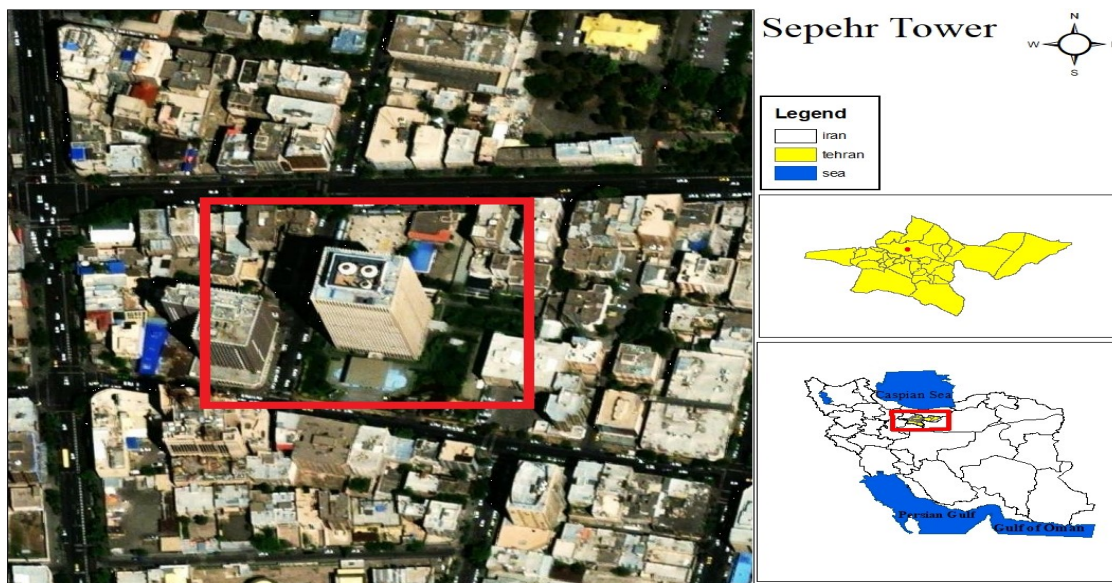 Sepehr Tower
N
W
S
Legend
iran
tehran
sea
Caspian Sea
Persian Gulf
Gulf of Oman